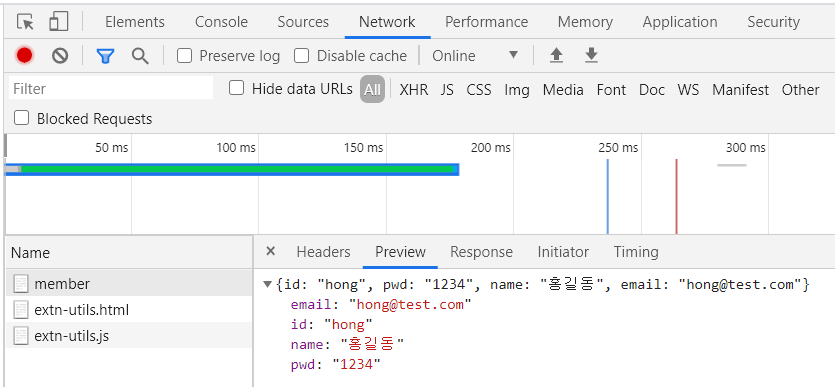 Elements Console Sources Network Performance Memory Application Security
Preserve log Disable cache Online
Filter Hide data URLs All XHR JS CSS Img Media Font Doc WS Manifest Other
Blocked Requests
50 ms 100 ms 150 ms 200 ms 250 ms 300 ms
Name × Headers Preview Response Initiator Timing
member
extn-utils.html
extn-utils.js
{id: "hong", pwd: "1234", name: "홍길동", email: "hong@test.com"}
email: "hong@test.com"
id: "hong"
name: "홍길동"
pwd: "1234"